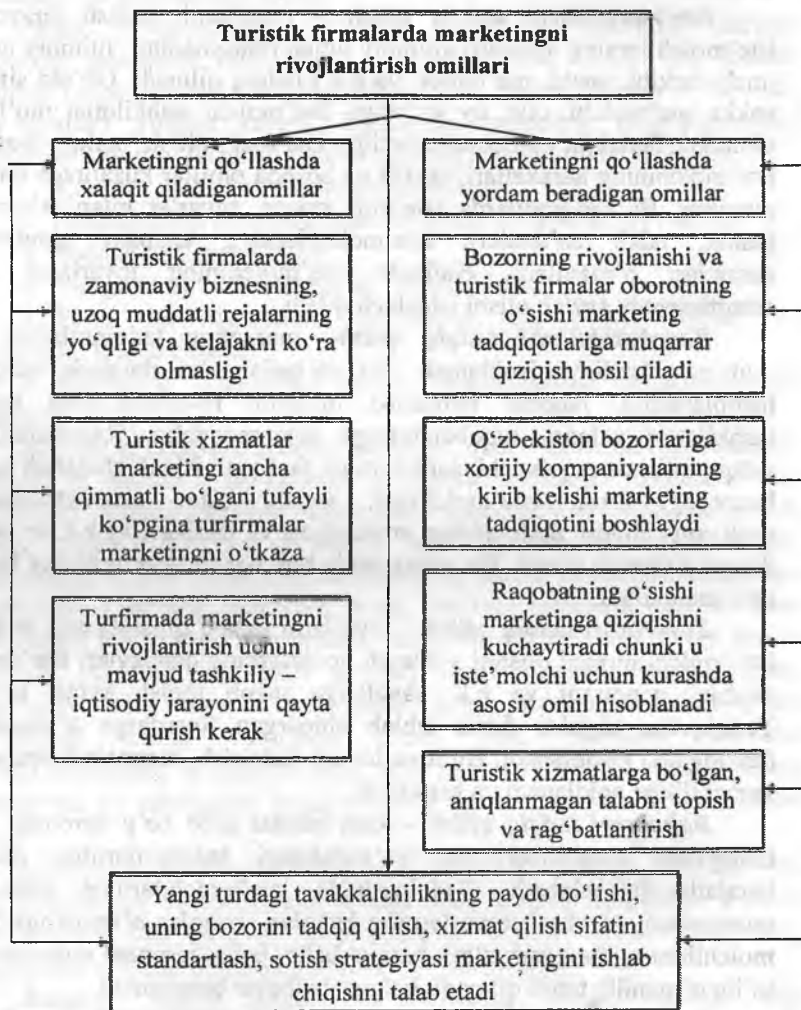 Turistik firmalarda marketingni
rivojlantirish omillari
Marketingni qo‘llashda
xalaqit qiladiganomillar
Turistik firmalarda
zamonaviy biznesning,
uzoq muddatli rejalarning
yo‘qligi va kelajakni ko‘ra
olmasligi
Turistik xizmatlar
marketingi ancha
qimmatli bo‘lgani tufayli
ko‘pgina turfirmalar
marketingni o‘tkaza
Turfirmada marketingni
rivojlantirish uchun
mavjud tashkiliy –
iqtisodiy jarayonini qayta
qurish kerak
Marketingni qo‘llashda
yordam beradigan omillar
Bozorning rivojlanishi va
turistik firmalar oborotning
o‘sishi marketing
tadqiqotlariga muqarrar
qiziqish hosil qiladi
O‘zbekiston bozorlariga
xorijiy kompaniyalarning
kirib kelishi marketing
tadqiqotini boshlaydi
Raqobatning o‘sishi
marketinga qiziqishni
kuchaytiradi chunki u
iste’molchi uchun kurashda
asosiy omil hisoblanadi
Turistik xizmatlarga bo‘lgan,
aniqlanmagan talabni topish
va rag‘batlantirish
Yangi turdagi tavakkalchilikning paydo bo‘lishi,
uning bozorini tadqiq qilish, xizmat qilish sifatini
standartlash, sotish strategiyasi marketingini ishlab
chiqishni talab etadi